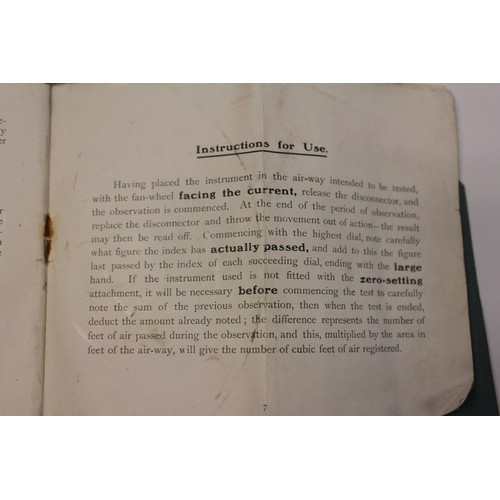 Instructions for Use.
Having placed the instrument in the air-way intended to be tested,
with the fan-wheel facing the current, release the disconnector, and
the observation is commenced. At the end of the period of observation,
replace the disconnector and throw the movement out of action—the result
may then be read off. Commencing with the highest dial, note carefully
what figure the index has actually passed, and add to this the figure
last passed by the index of each succeeding dial, ending with the large
hand. If the instrument used is not fitted with the zero-setting
attachment, it will be necessary before commencing the test to carefully
note the sum of the previous observation, then when the test is ended,
deduct the amount already noted; the difference represents the number of
feet of air passed during the observation, and this, multiplied by the area in
feet of the air-way, will give the number of cubic feet of air registered.
7